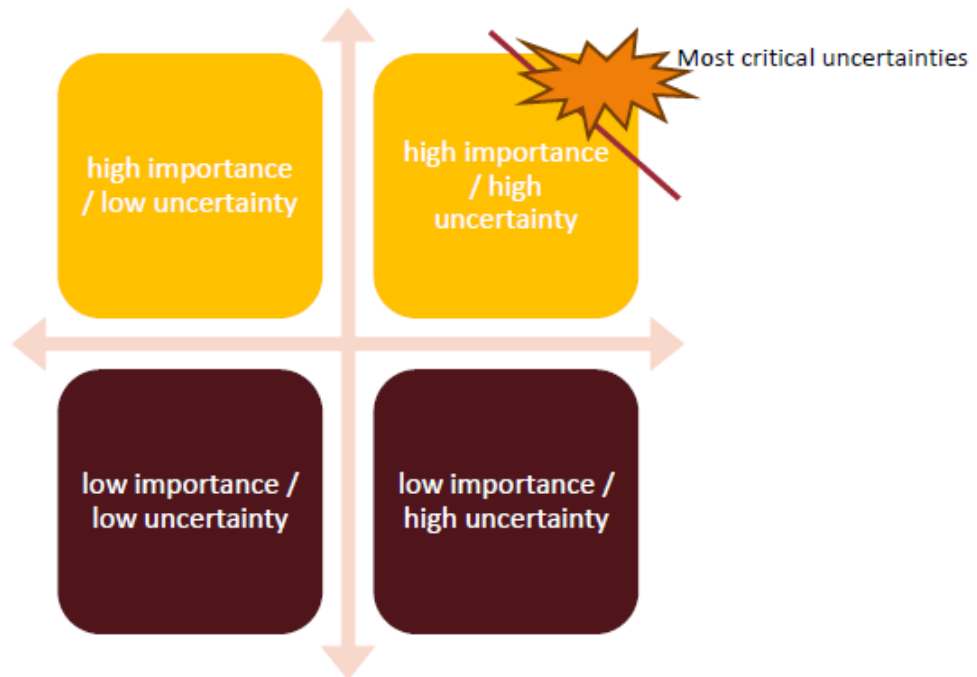 Most critical uncertainties
high importance
/ low uncertainty
high importance
/ high
uncertainty
low importance /
low uncertainty
low importance /
high uncertainty